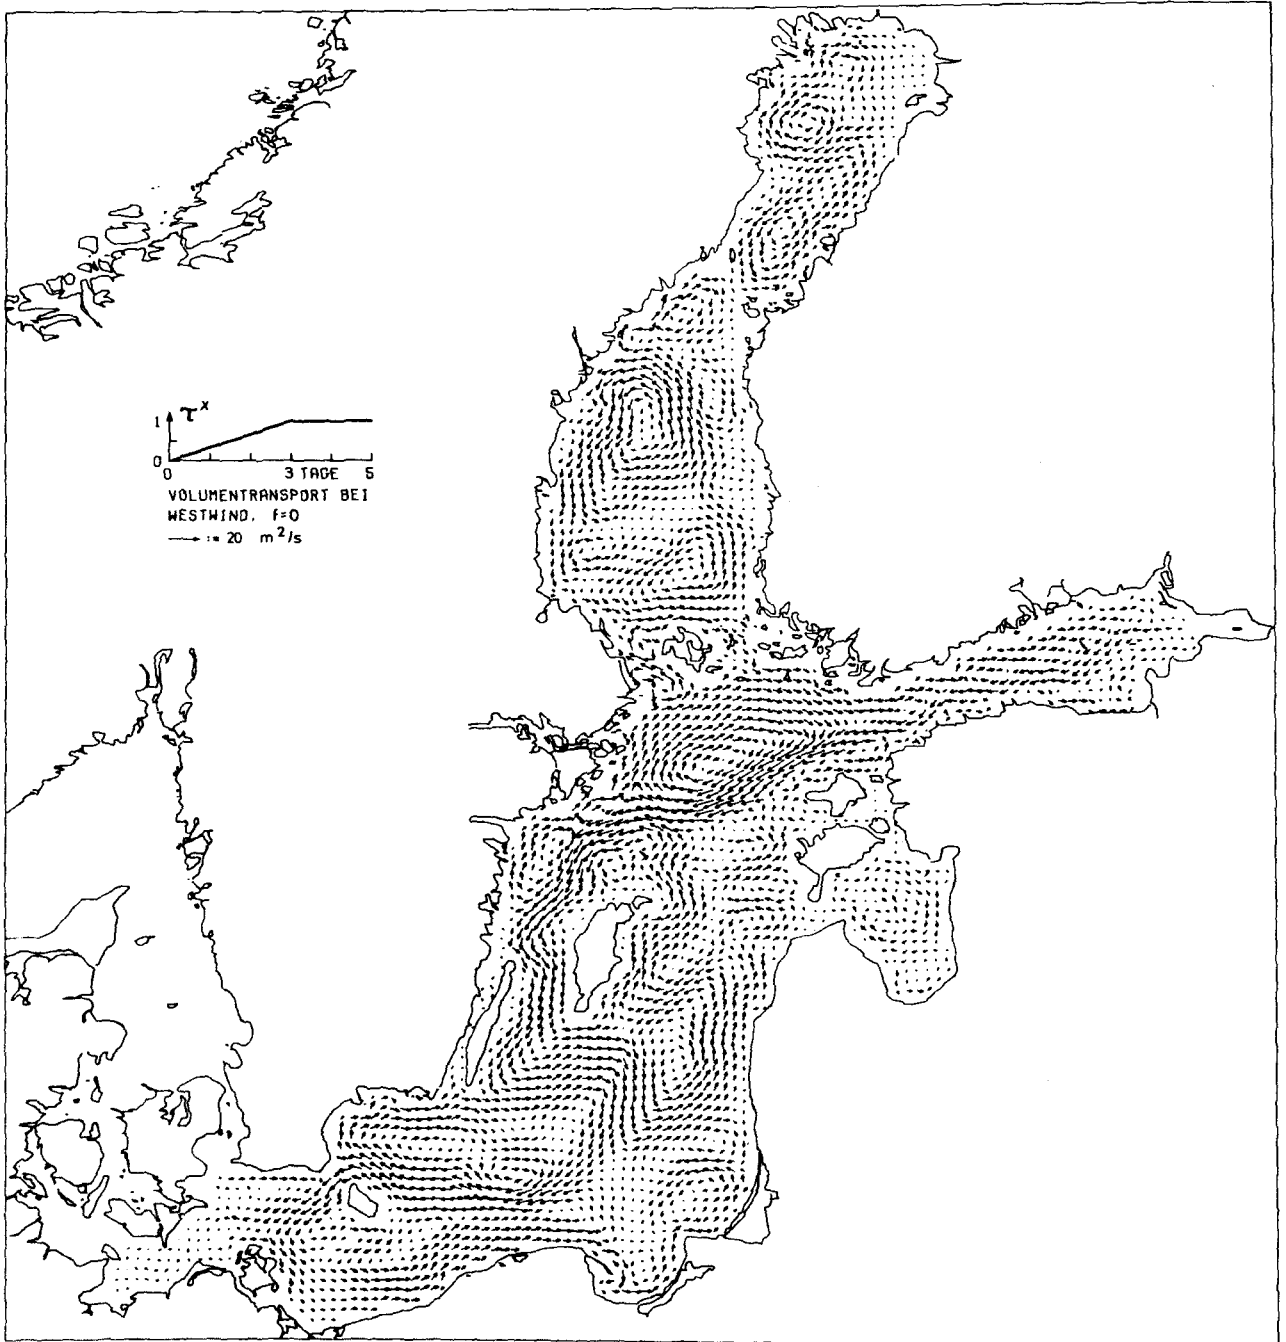 τˣ
1
0
0 3 TAGE 5
VOLUMENTRANSPORT BEI
WESTWIND, f=0
:= 20 m²/s